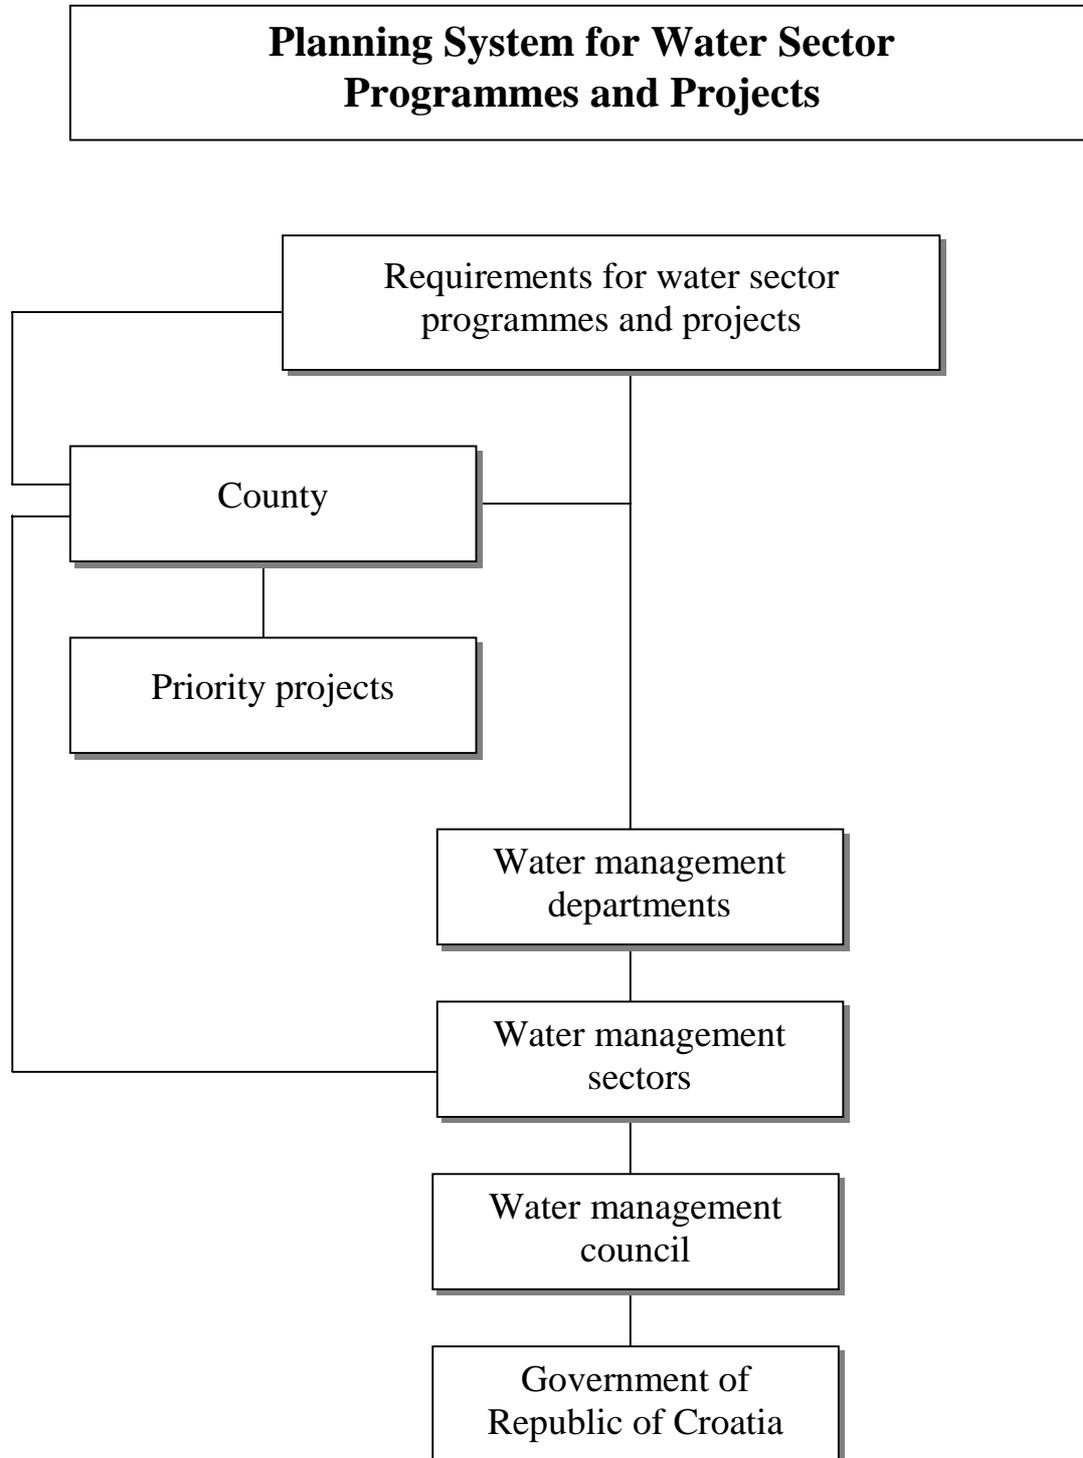 Planning System for Water Sector
Programmes and Projects
Requirements for water sector
programmes and projects
County
Priority projects
Water management
departments
Water management
sectors
Water management
council
Government of
Republic of Croatia